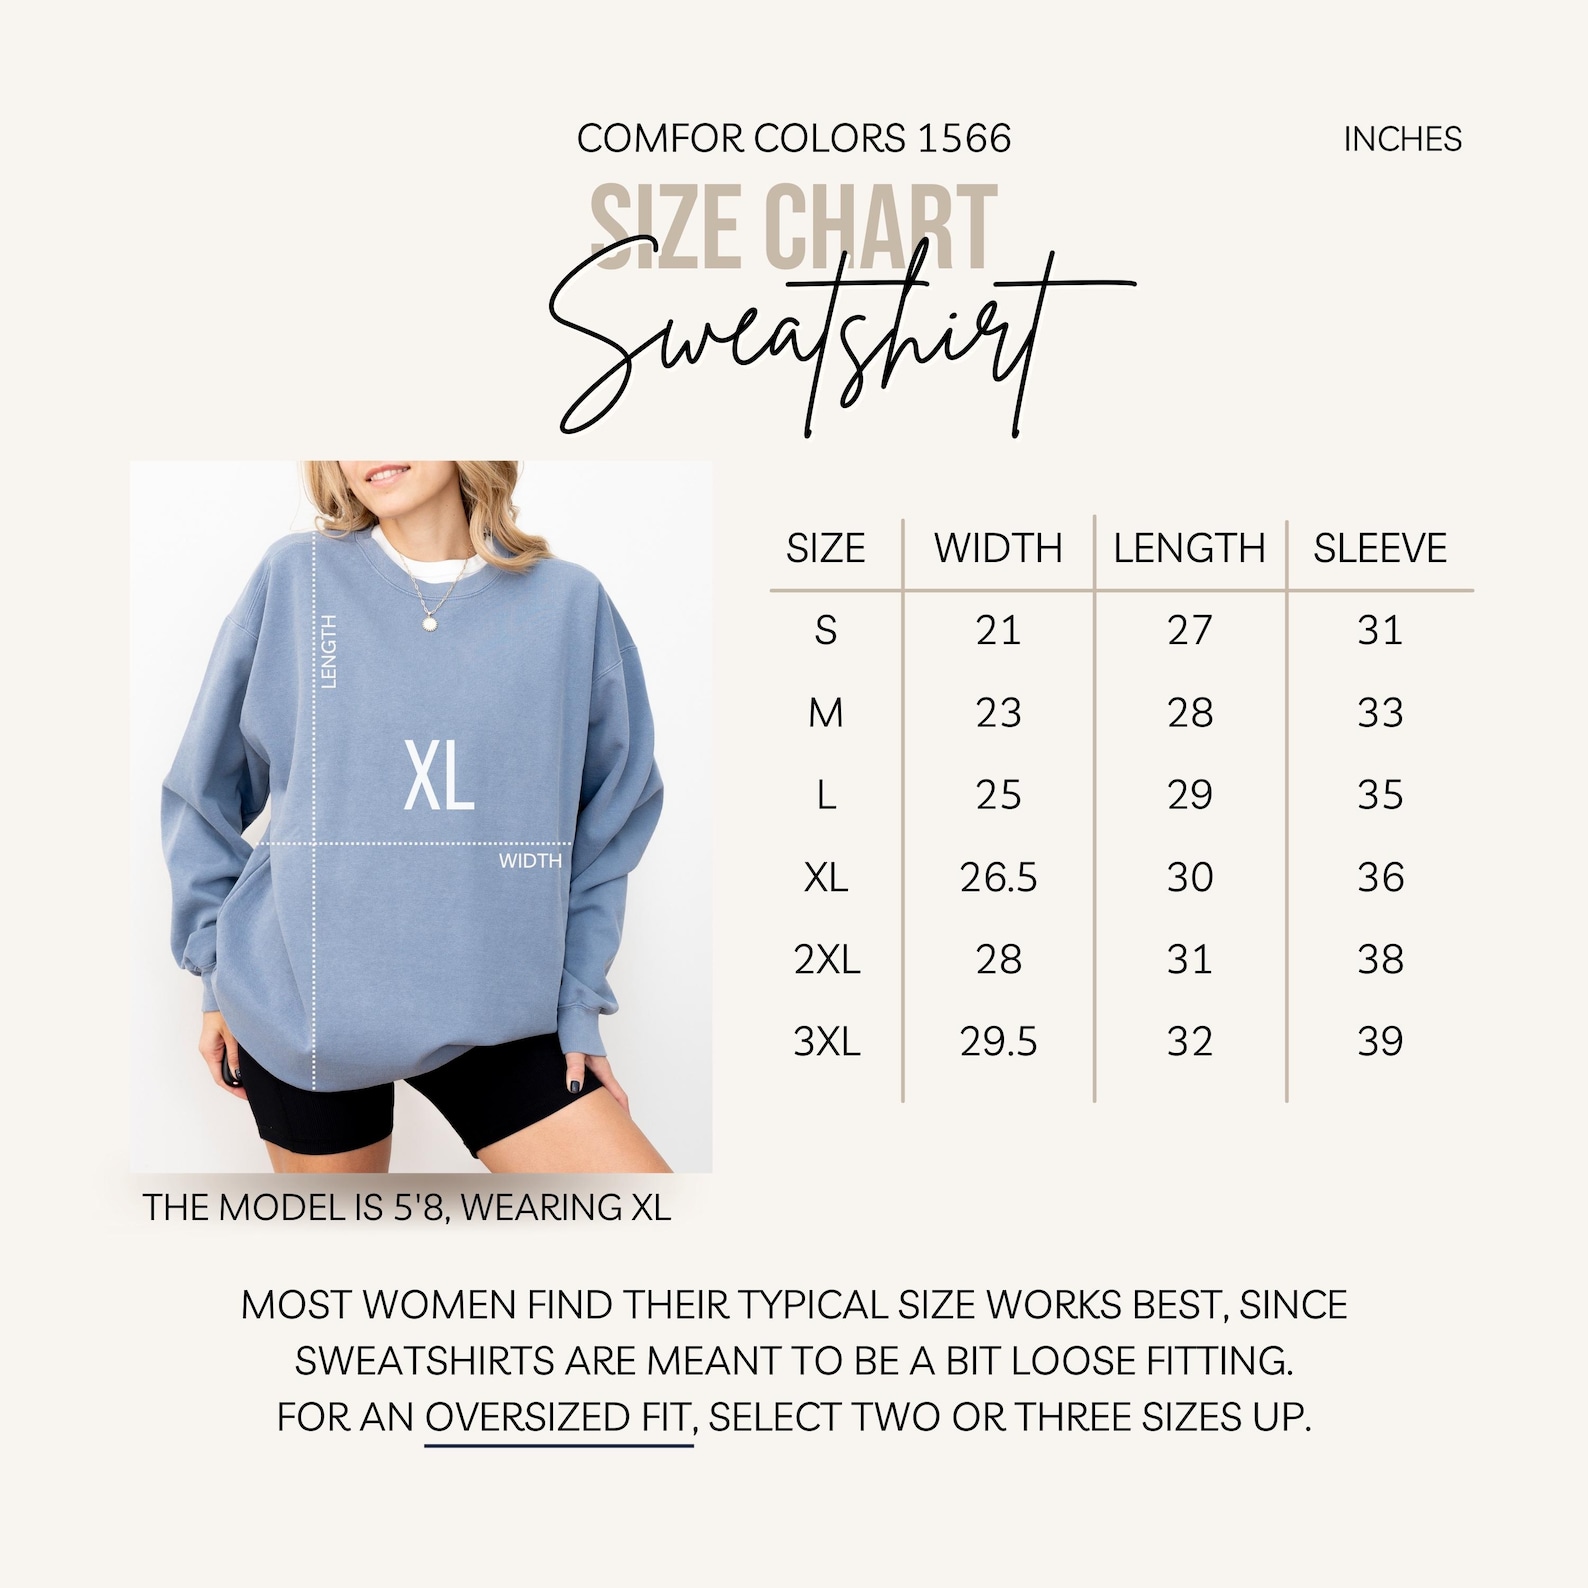 COMFOR COLORS 1566
INCHES
SIZE CHART
Sweatshirt
LENGTH
XL
WIDTH
SIZE WIDTH LENGTH SLEEVE
S 21 27 31
M 23 28 33
L 25 29 35
XL 26.5 30 36
2XL 28 31 38
3XL 29.5 32 39
THE MODEL IS 5'8, WEARING XL
MOST WOMEN FIND THEIR TYPICAL SIZE WORKS BEST, SINCE
SWEATSHIRTS ARE MEANT TO BE A BIT LOOSE FITTING.
FOR AN OVERSIZED FIT, SELECT TWO OR THREE SIZES UP.